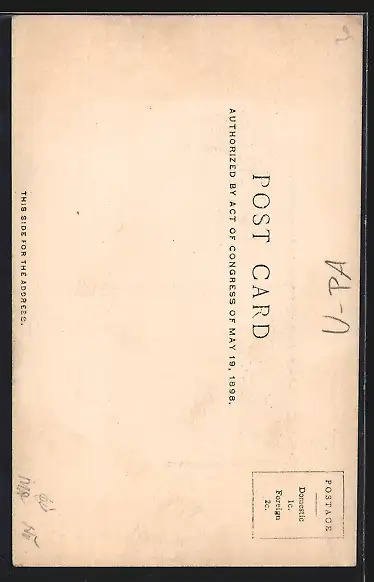 POST CARD
AUTHORIZED BY ACT OF CONGRESS OF MAY 19, 1898.
THIS SIDE FOR THE ADDRESS.
POSTAGE
Domestic
1c.
Foreign
2c.